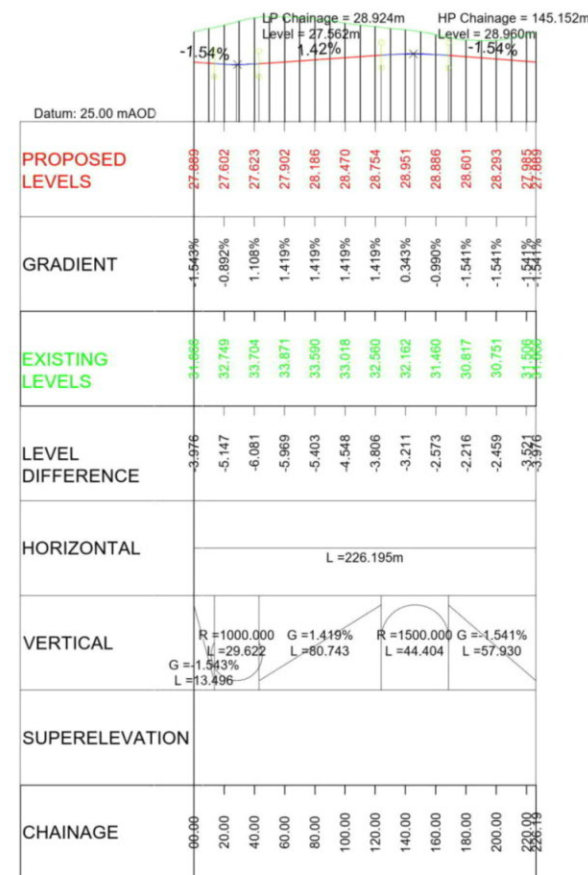 LP Chainage = 28.924m
Level = 27.562m
HP Chainage = 145.152m
Level = 28.960m
-1.54%
1.42%
-1.54%
Datum: 25.00 mAOD
PROPOSED
LEVELS
27.889
27.602
27.623
27.902
28.186
28.470
28.754
28.951
28.886
28.601
28.293
27.985
27.889
GRADIENT
-1.543%
-0.892%
1.108%
1.419%
1.419%
1.419%
1.419%
0.343%
-0.990%
-1.541%
-1.541%
-1.541%
-1.541%
EXISTING
LEVELS
32.749
33.704
33.871
33.590
33.018
32.560
32.162
31.460
30.817
30.751
31.506
LEVEL
DIFFERENCE
-3.976
-5.147
-6.081
-5.969
-5.403
-4.548
-3.806
-3.211
-2.573
-2.216
-2.459
-3.521
-3.976
HORIZONTAL
L =226.195m
VERTICAL
G =-1.543%
L =13.496
R =1000.000
L =29.622
G =1.419%
L =80.743
R =1500.000
L =44.404
G =-1.541%
L =57.930
SUPERELEVATION
CHAINAGE
00.00
20.00
40.00
60.00
80.00
100.00
120.00
140.00
160.00
180.00
200.00
220.00
226.19